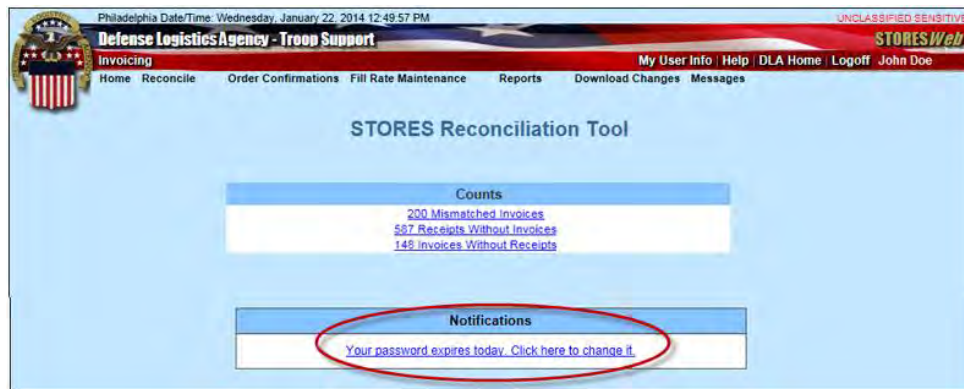 Philadelphia Date/Time: Wednesday, January 22, 2014 12:49:57 PM UNCLASSIFIED SENSITIVE
Defense Logistics Agency - Troop Support STORESWeb
Invoicing My User Info | Help | DLA Home | Logoff John Doe
Home Reconcile Order Confirmations Fill Rate Maintenance Reports Download Changes Messages
STORES Reconciliation Tool
Counts
200 Mismatched Invoices
587 Receipts Without Invoices
148 Invoices Without Receipts
Notifications
Your password expires today. Click here to change it.